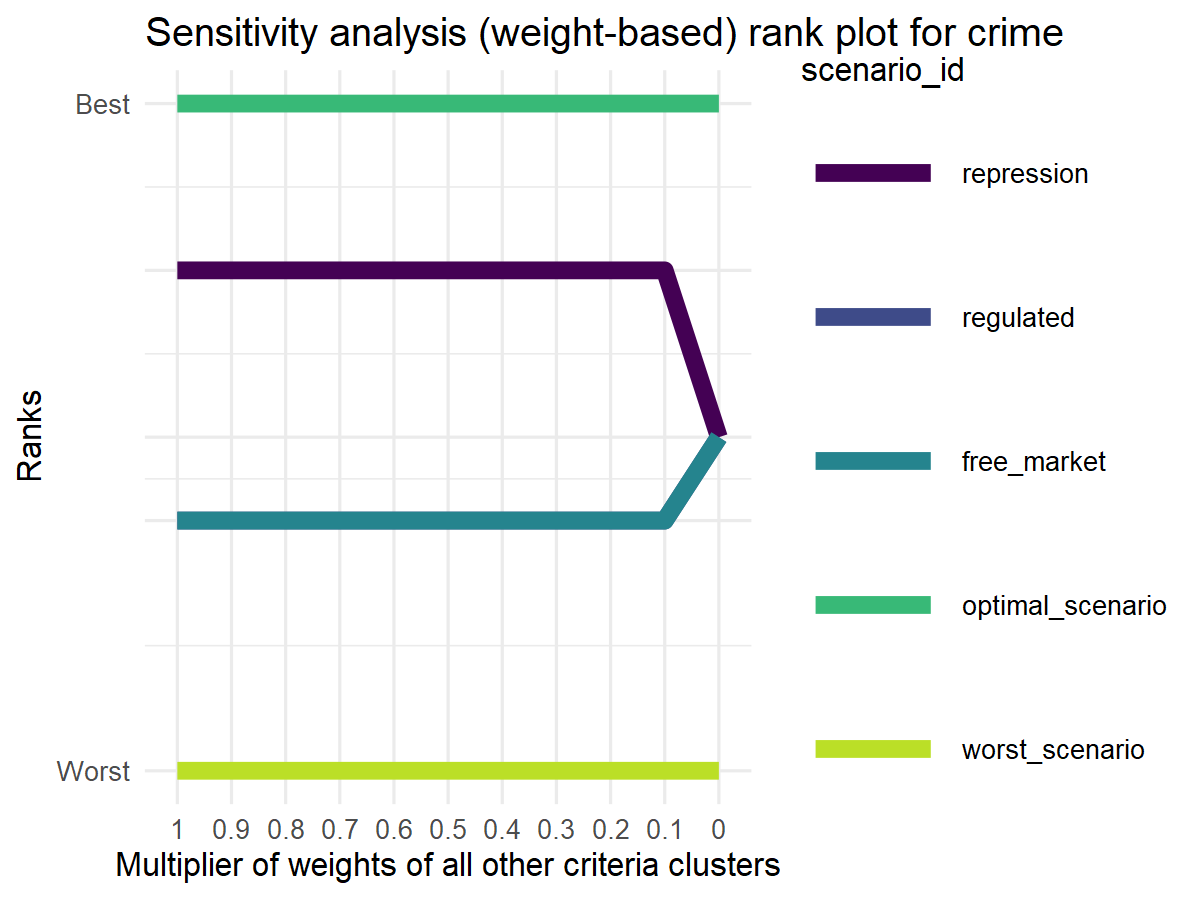 Sensitivity analysis (weight-based) rank plot for crime
scenario_id
Best
repression
regulated
Ranks
free_market
optimal_scenario
worst_scenario
Worst
1 0.9 0.8 0.7 0.6 0.5 0.4 0.3 0.2 0.1 0
Multiplier of weights of all other criteria clusters